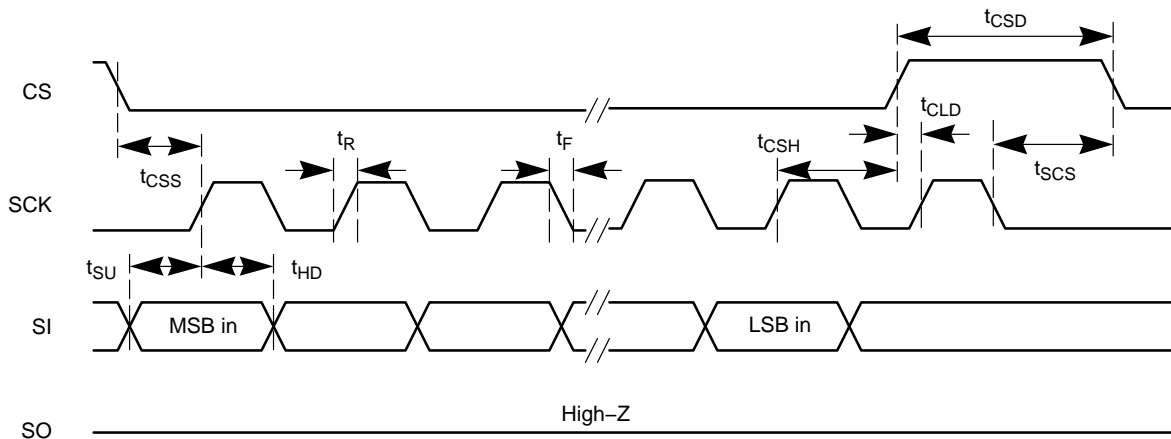 tCSD
CS
tCLD
tR
tF
tCSH
tCSS
tSCS
SCK
tSU
tHD
SI
MSB in
LSB in
High–Z
SO